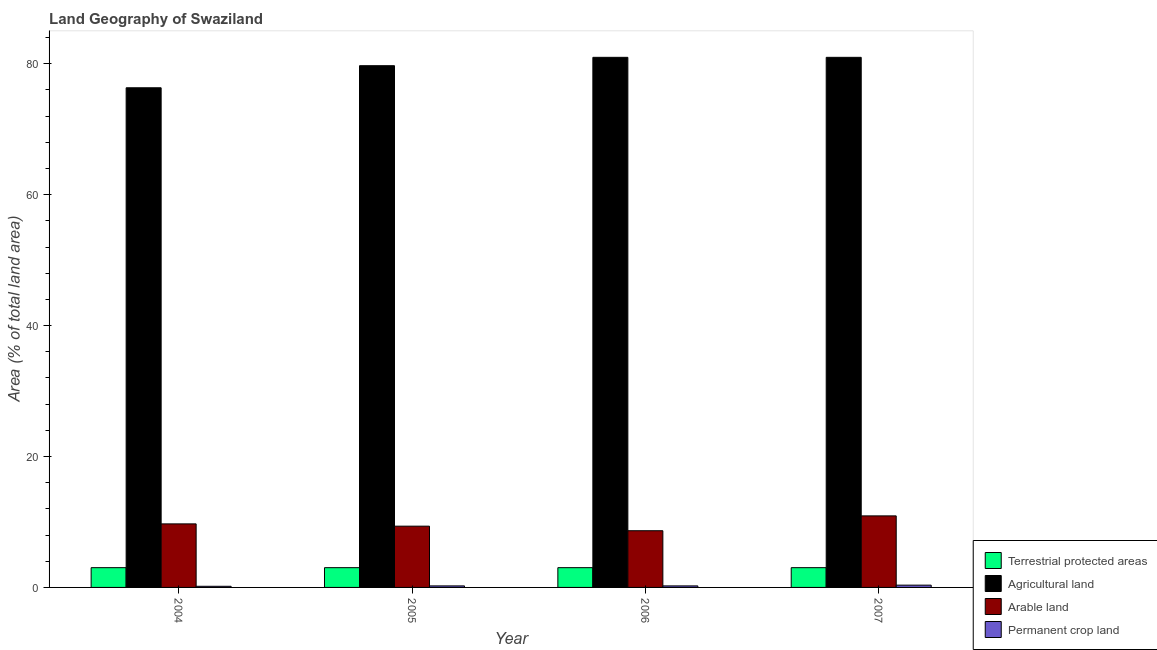 Land Geography of Swaziland
Area (% of total land area)
80
60
40
20
0
2004
2005
2006
2007
Year
Terrestrial protected areas
Agricultural land
Arable land
Permanent crop land